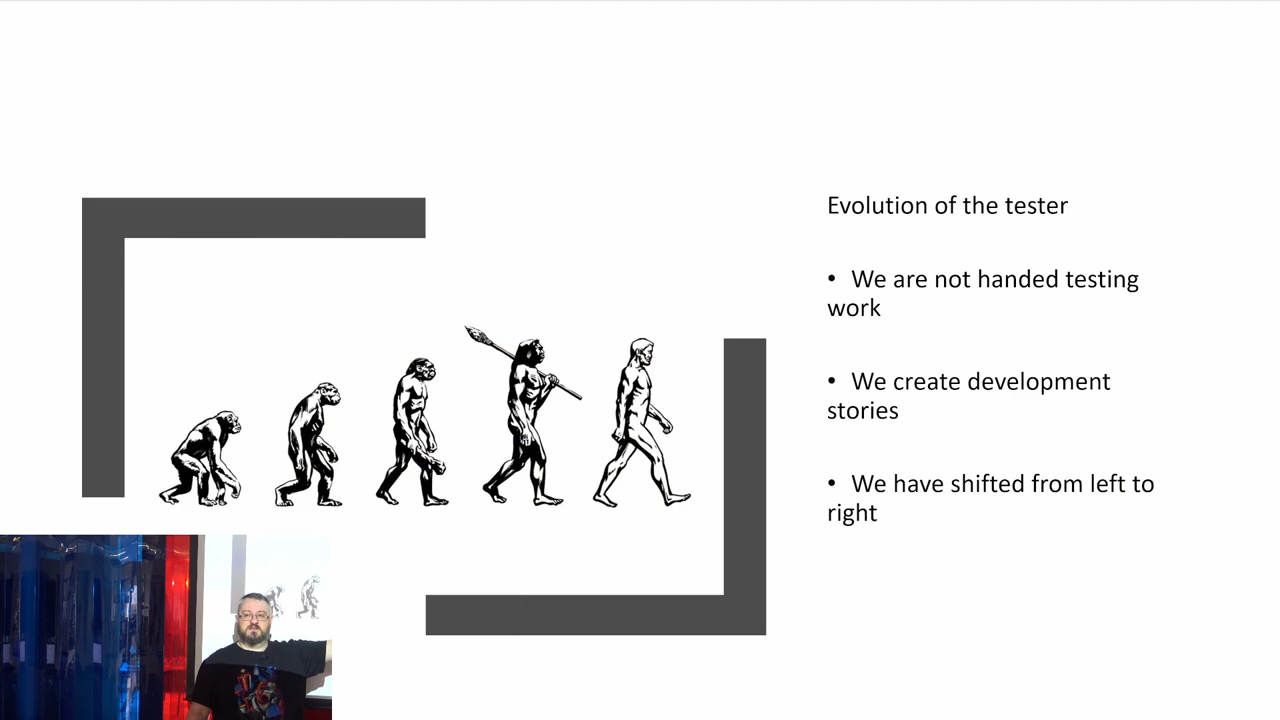 Evolution of the tester
• We are not handed testing
work
• We create development
stories
• We have shifted from left to
right